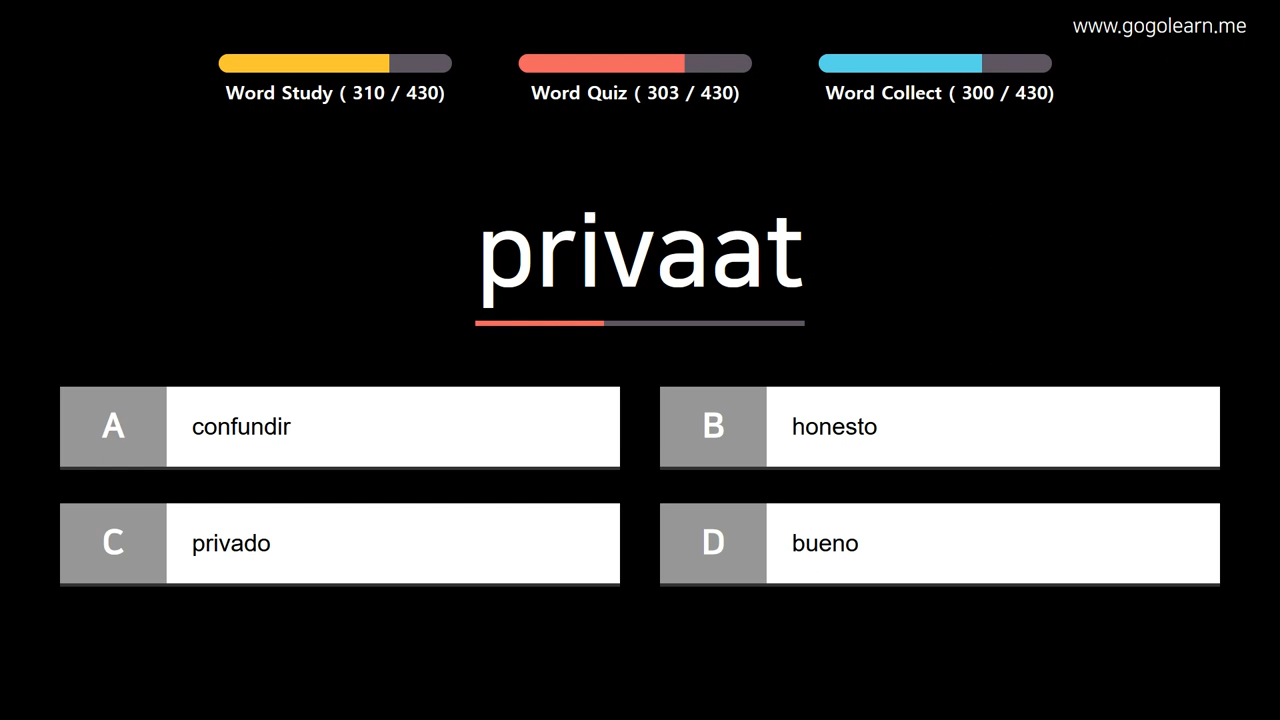 www.gogolearn.me
Word Study ( 310 / 430)
Word Quiz ( 303 / 430)
Word Collect ( 300 / 430)
privaat
A confundir
B honesto
C privado
D bueno